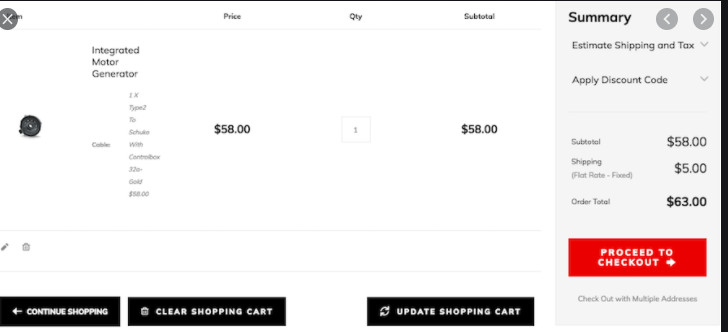 Price
Qty
Subtotal
Integrated
Motor
Generator
Cable:
1 X
Type2
To
Schuko
With
Controlbox
32a-
Gold
$58.00
$58.00
1
$58.00
CONTINUE SHOPPING
CLEAR SHOPPING CART
UPDATE SHOPPING CART
Summary
Estimate Shipping and Tax
Apply Discount Code
Subtotal
$58.00
Shipping
(Flat Rate - Fixed)
$5.00
Order Total
$63.00
PROCEED TO
CHECKOUT
Check Out with Multiple Addresses